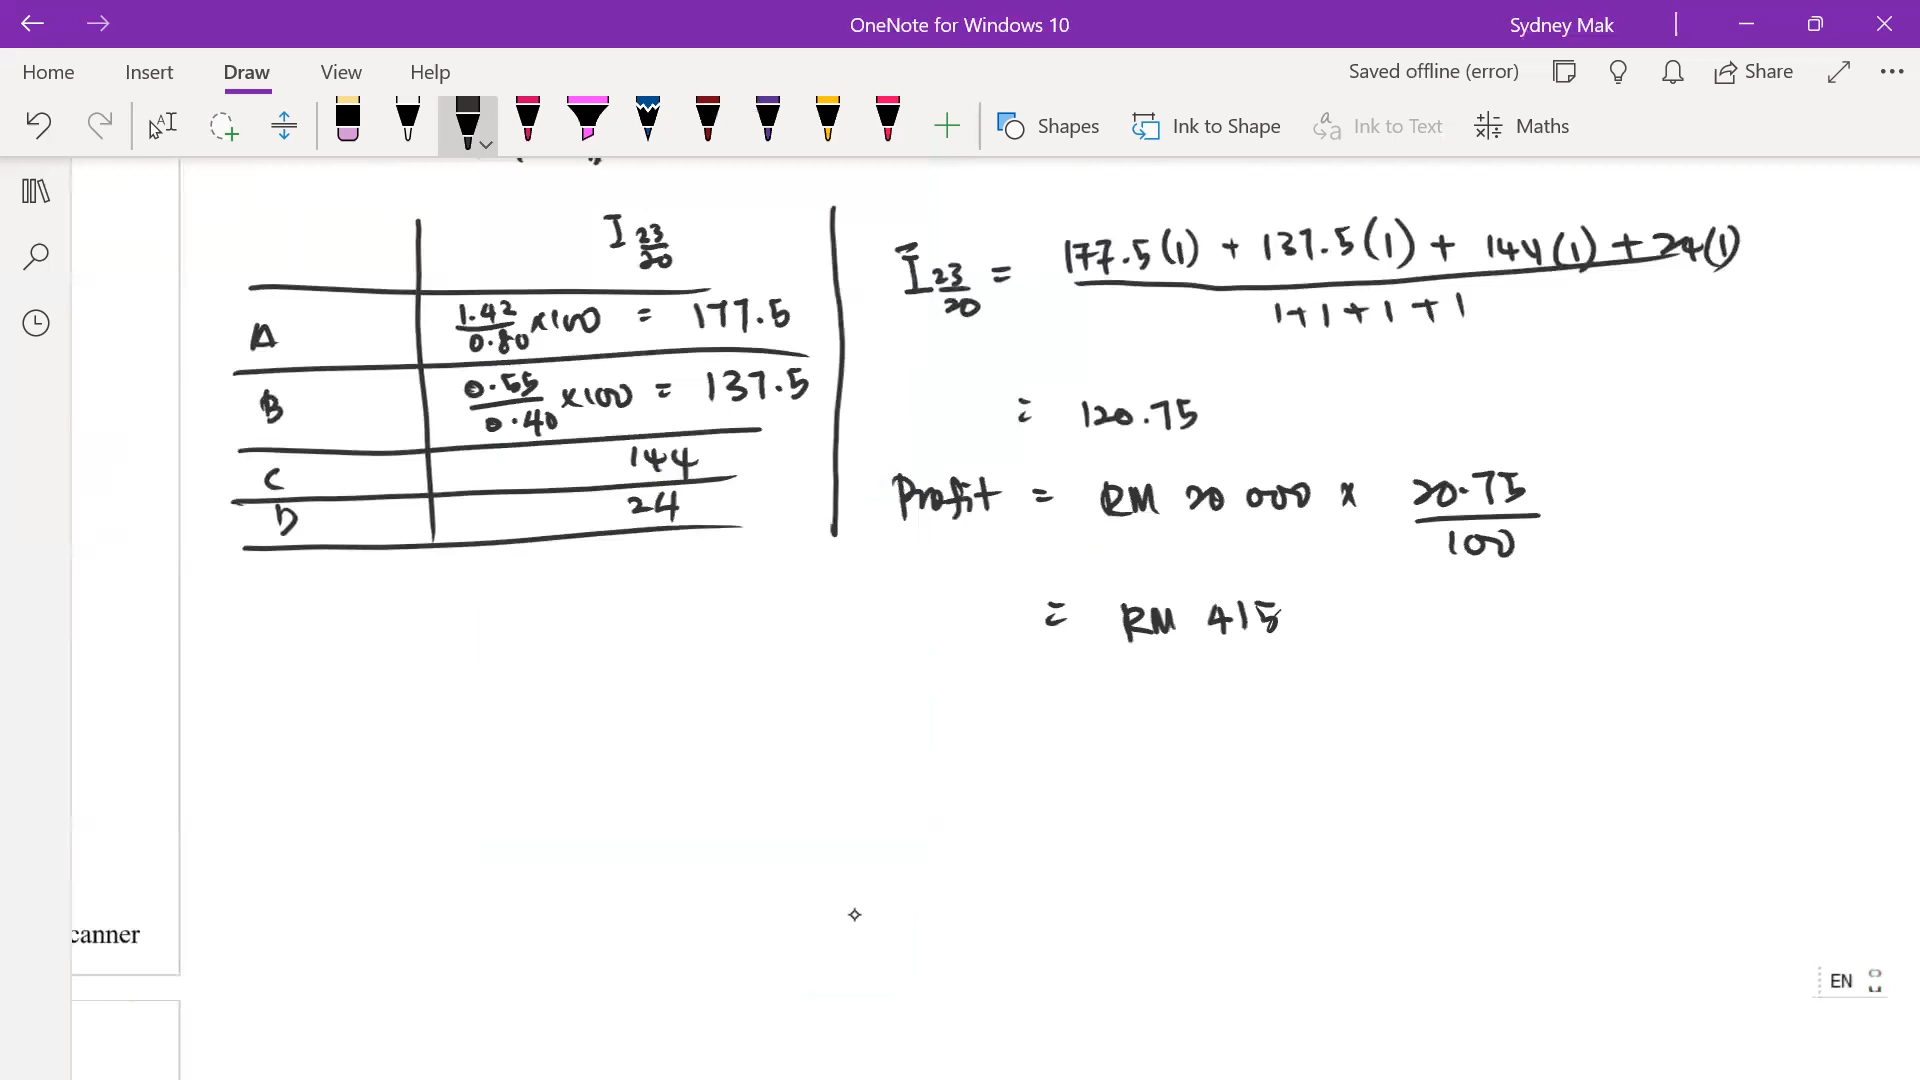 OneNote for Windows 10
Sydney Mak
Home Insert Draw View Help
Saved offline (error)
Share
Shapes Ink to Shape Ink to Text Maths
I 23/20
A 1.42/0.80 ×100 = 177.5
B 0.55/0.40 ×100 = 137.5
C 144
D 24
Ī 23/20 = 177.5(1) + 137.5(1) + 144(1) + 24(1)
1+1+1+1
= 120.75
Profit = RM 20 000 × 20.75/100
= RM 415
canner
EN